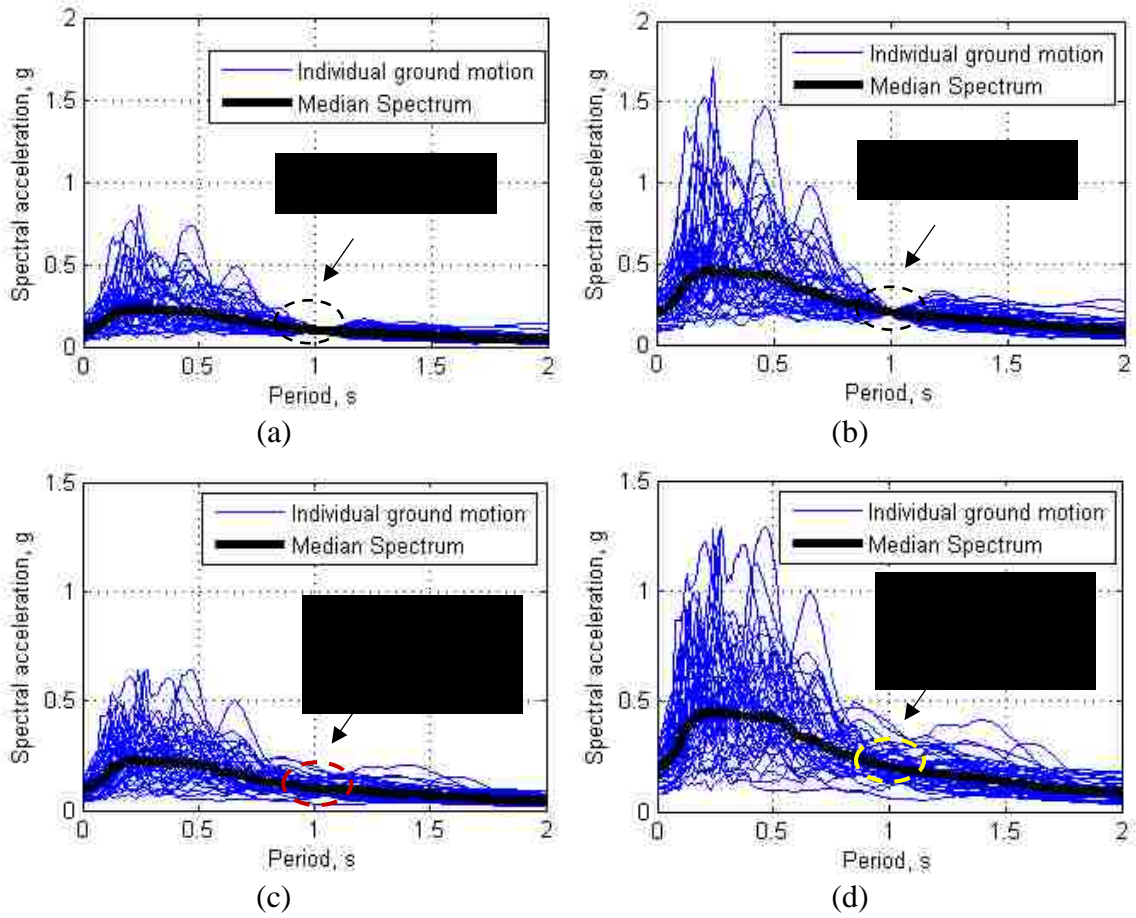 2
1.5
1
0.5
0
Spectral acceleration, g
Individual ground motion
Median Spectrum
0 0.5 1 1.5 2
Period, s
(a)
2
1.5
1
0.5
0
Spectral acceleration, g
Individual ground motion
Median Spectrum
0 0.5 1 1.5 2
Period, s
(b)
1.5
1
0.5
0
Spectral acceleration, g
Individual ground motion
Median Spectrum
0 0.5 1 1.5 2
Period, s
(c)
1.5
1
0.5
0
Spectral acceleration, g
Individual ground motion
Median Spectrum
0 0.5 1 1.5 2
Period, s
(d)